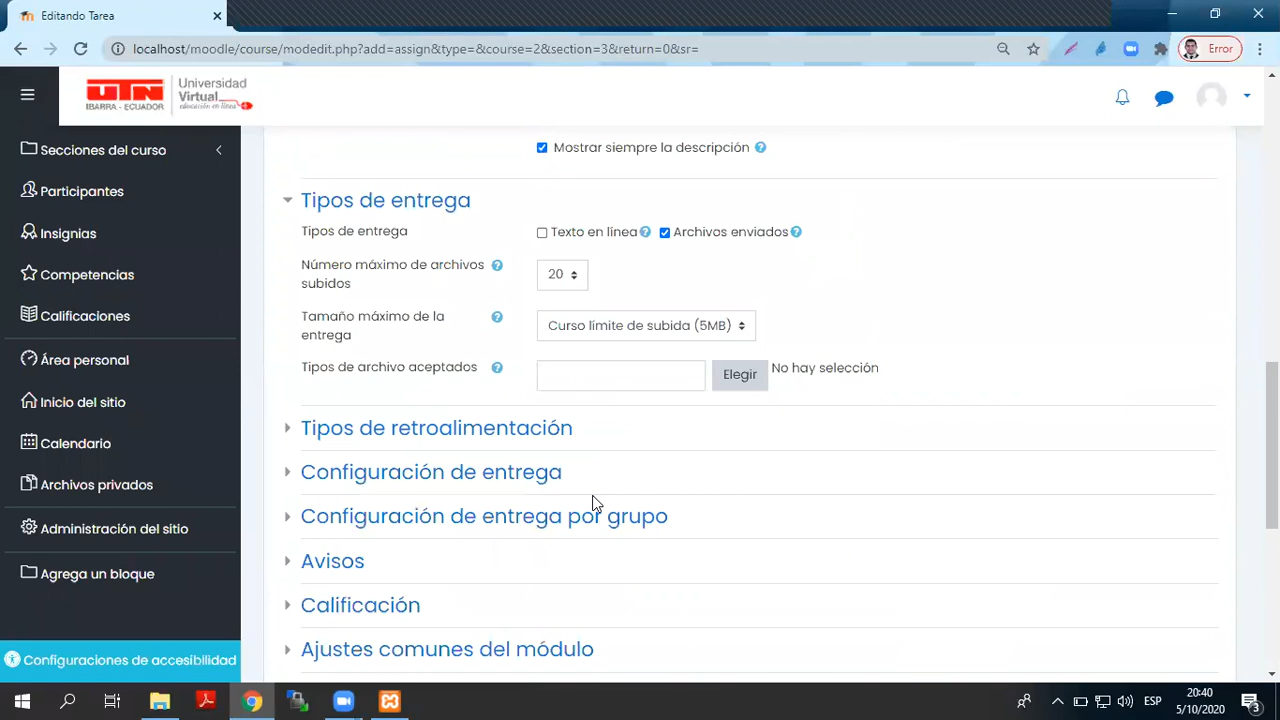 Editando Tarea
localhost/moodle/course/modedit.php?add=assign&type=&course=2&section=3&return=0&sr=
Error
UTN
IBARRA - ECUADOR
Universidad
Virtual
educación en línea
Secciones del curso
Participantes
Insignias
Competencias
Calificaciones
Área personal
Inicio del sitio
Calendario
Archivos privados
Administración del sitio
Agrega un bloque
Configuraciones de accesibilidad
Mostrar siempre la descripción
Tipos de entrega
Tipos de entrega
Texto en línea
Archivos enviados
Número máximo de archivos
subidos
20
Tamaño máximo de la
entrega
Curso límite de subida (5MB)
Tipos de archivo aceptados
Elegir
No hay selección
Tipos de retroalimentación
Configuración de entrega
Configuración de entrega por grupo
Avisos
Calificación
Ajustes comunes del módulo
ESP
20:40
5/10/2020
3